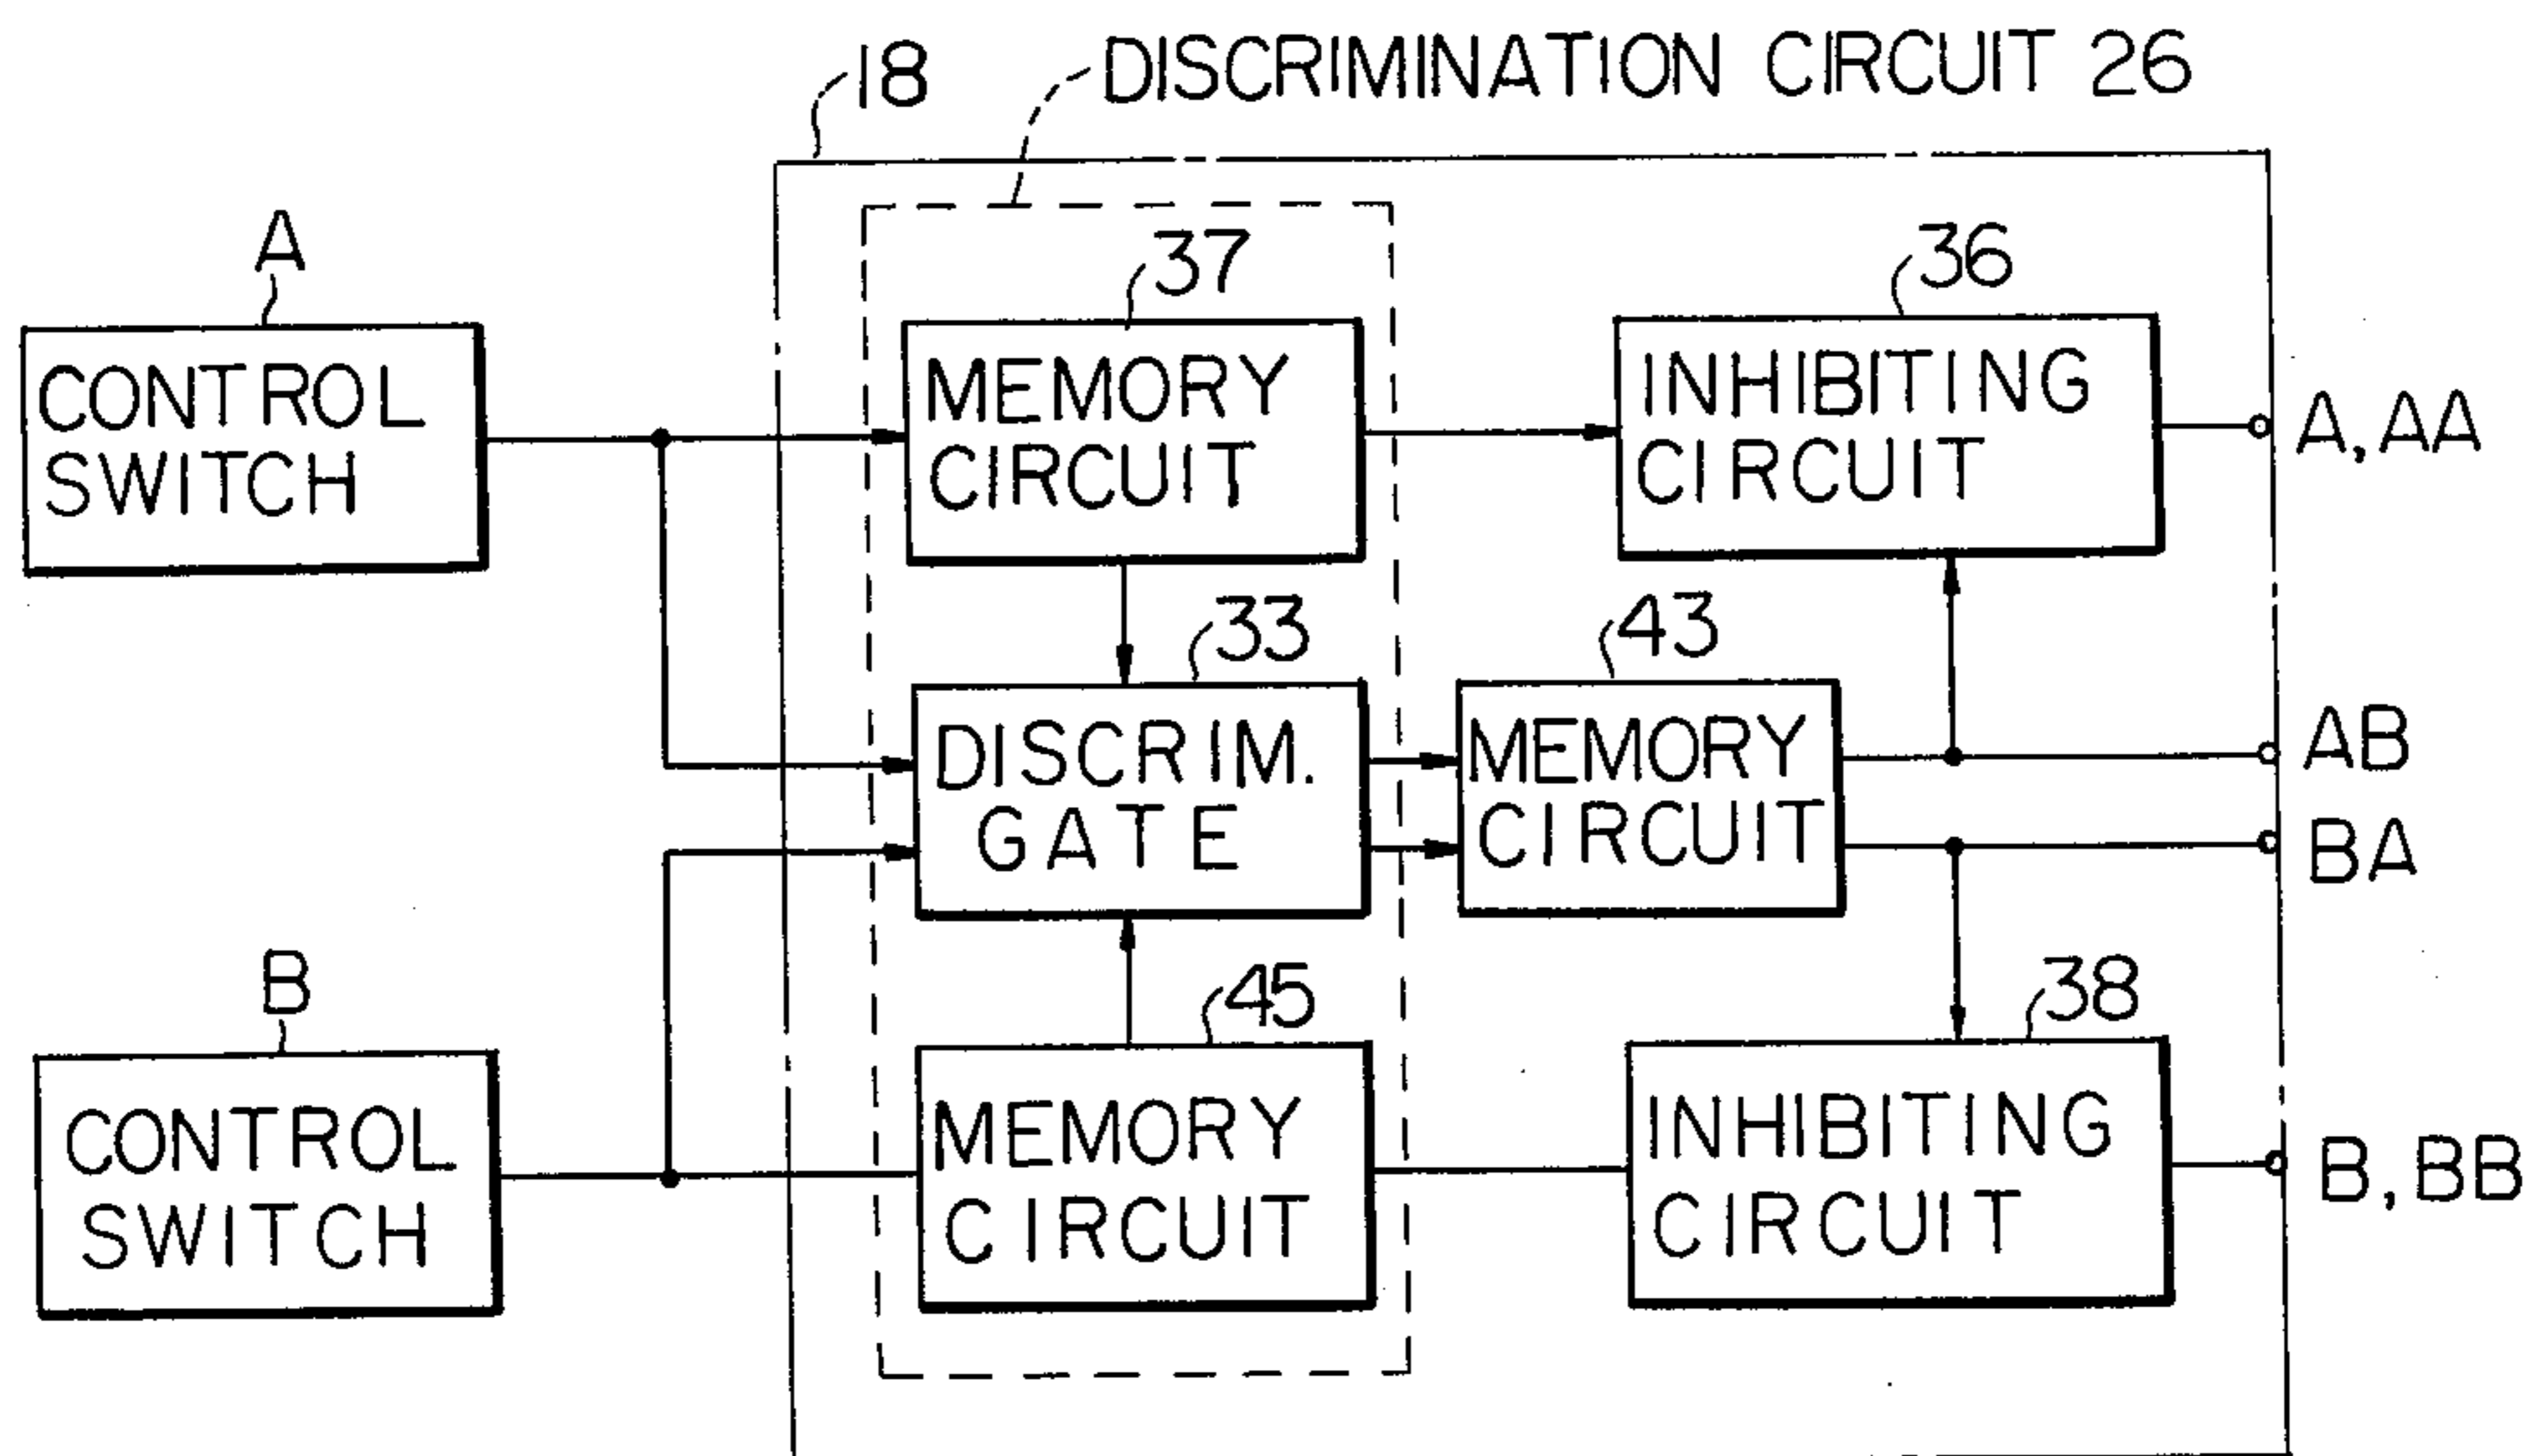 18
DISCRIMINATION CIRCUIT 26
A
37
36
CONTROL
SWITCH
MEMORY
CIRCUIT
INHIBITING
CIRCUIT
A, AA
33
43
DISCRIM.
GATE
MEMORY
CIRCUIT
AB
BA
B
45
38
CONTROL
SWITCH
MEMORY
CIRCUIT
INHIBITING
CIRCUIT
B, BB